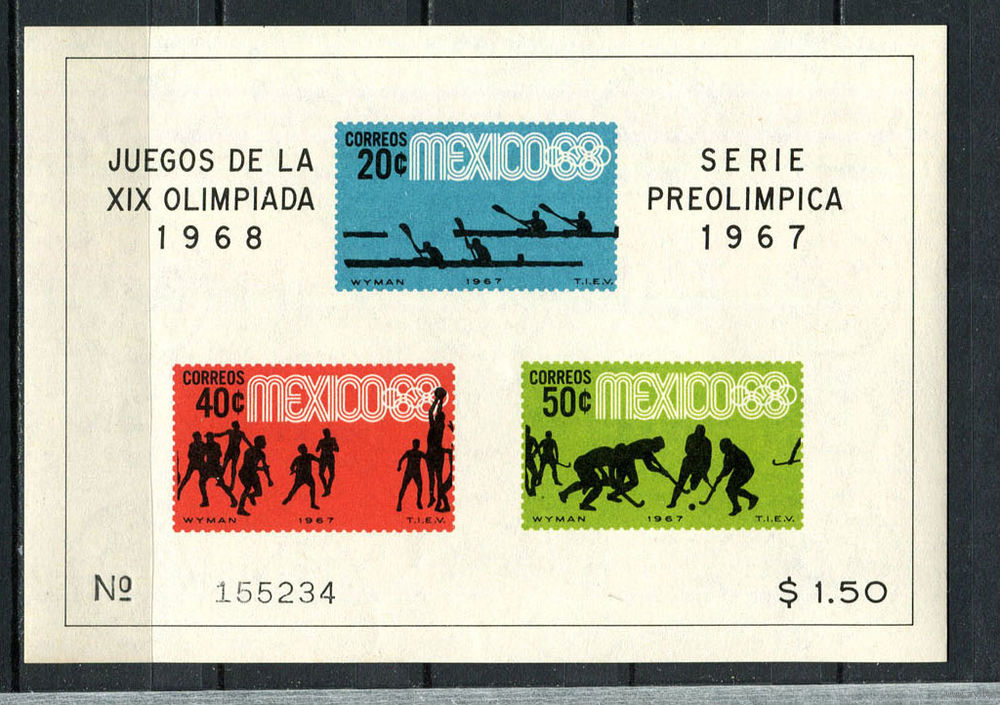 JUEGOS DE LA
XIX OLIMPIADA
1968
CORREOS
20¢
MEXICO68
WYMAN 1967 T.I.E.V.
SERIE
PREOLIMPICA
1967
CORREOS
40¢
MEXICO68
WYMAN 1967 T.I.E.V.
CORREOS
50¢
MEXICO68
WYMAN 1967 T.I.E.V.
Nº 155234
$ 1.50